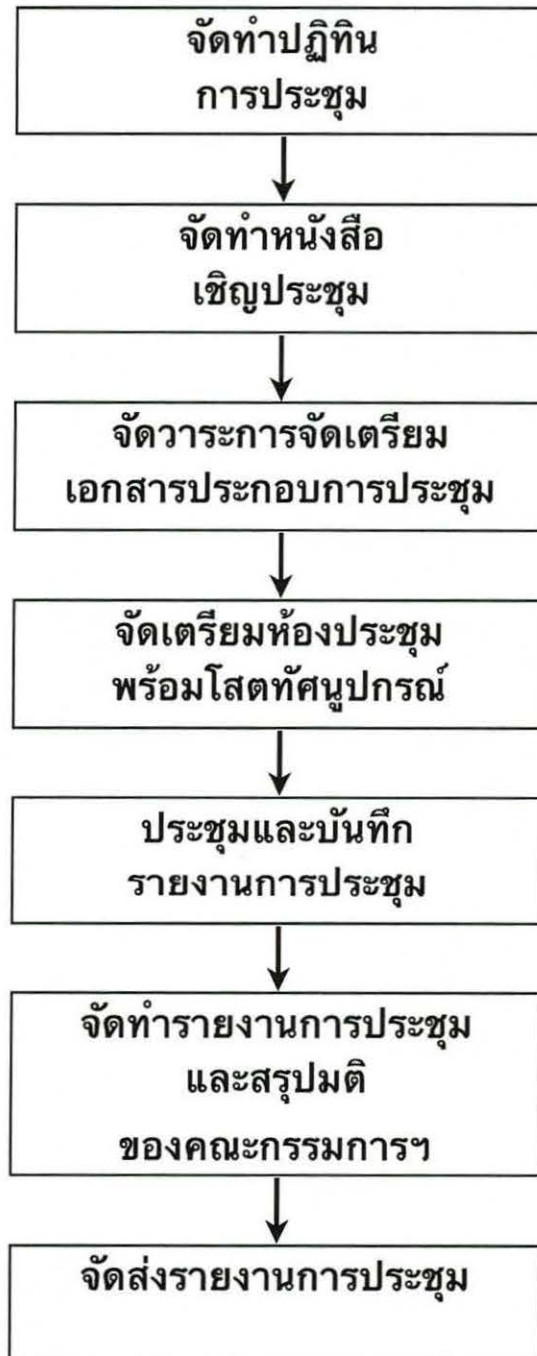 จัดทำปฏิทิน
การประชุม
จัดทำหนังสือ
เชิญประชุม
จัดวาระการจัดเตรียม
เอกสารประกอบการประชุม
จัดเตรียมห้องประชุม
พร้อมโสตทัศนูปกรณ์
ประชุมและบันทึก
รายงานการประชุม
จัดทำรายงานการประชุม
และสรุปมติ
ของคณะกรรมการฯ
จัดส่งรายงานการประชุม